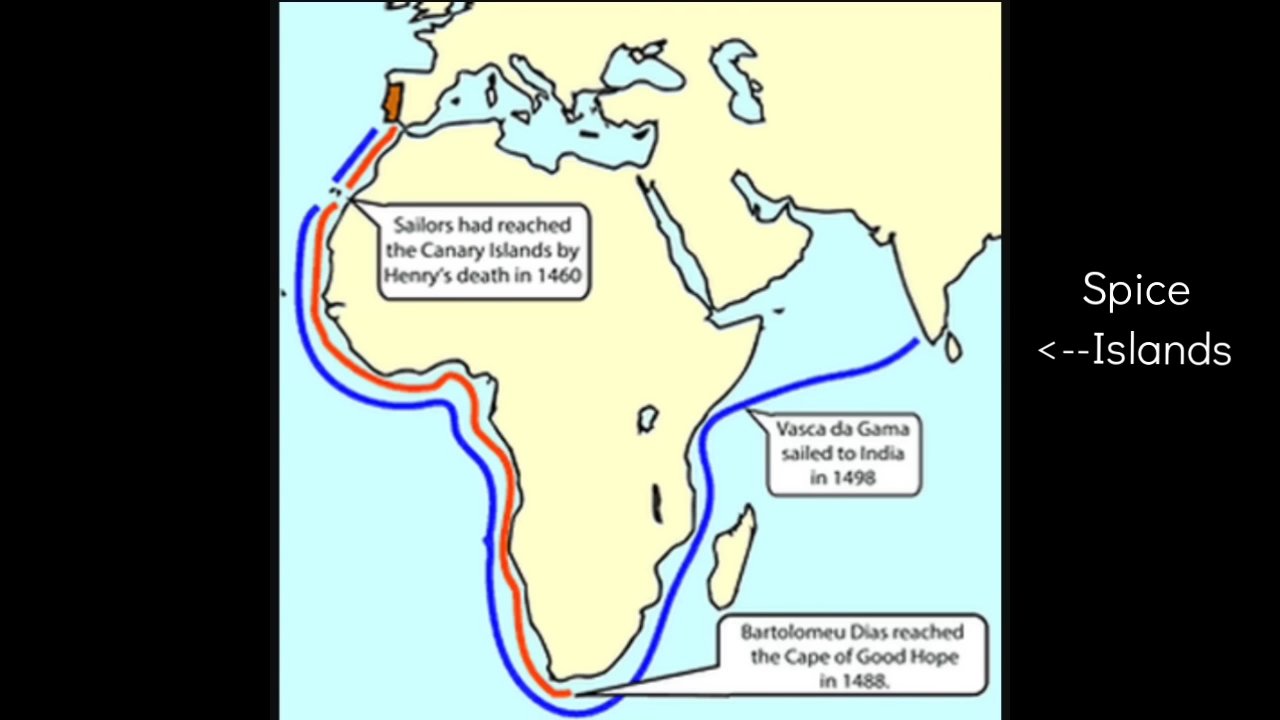 Sailors had reached
the Canary Islands by
Henry's death in 1460
Spice
<--Islands
Vasca da Gama
sailed to India
in 1498
Bartolomeu Dias reached
the Cape of Good Hope
in 1488.